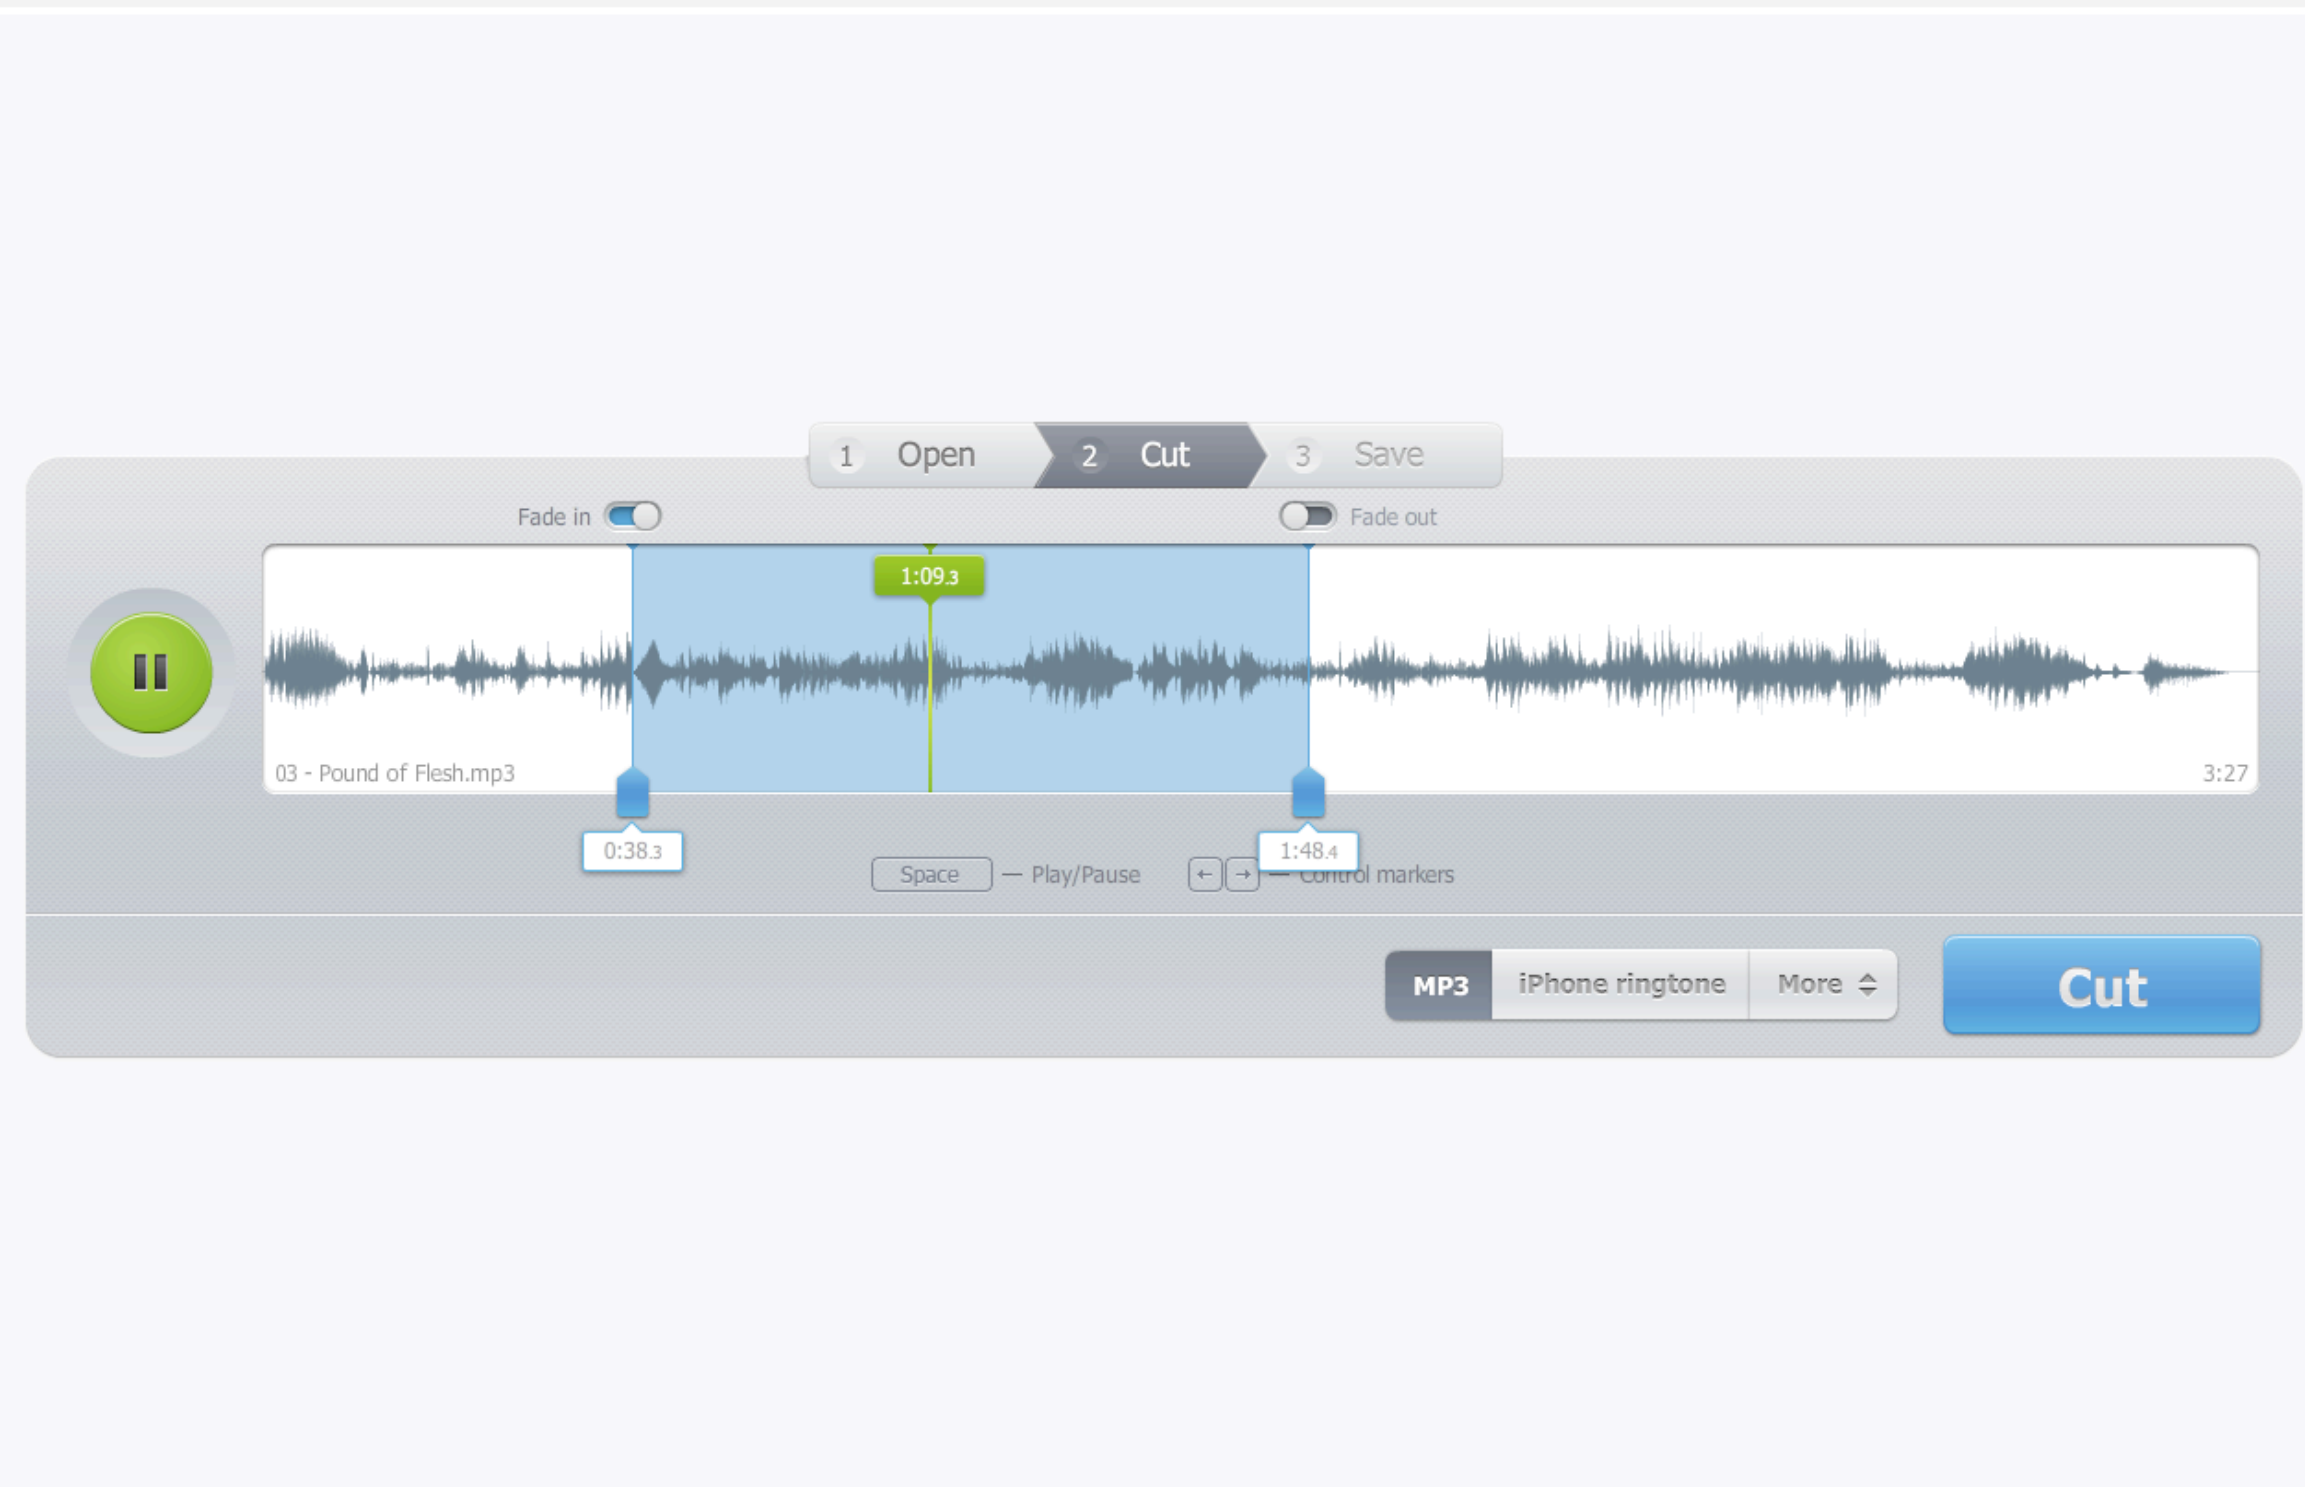 1 Open 2 Cut 3 Save
Fade in Fade out
1:09.3
03 - Pound of Flesh.mp3 3:27
0:38.3 1:48.4
Space — Play/Pause ← → — Control markers
MP3 iPhone ringtone More Cut